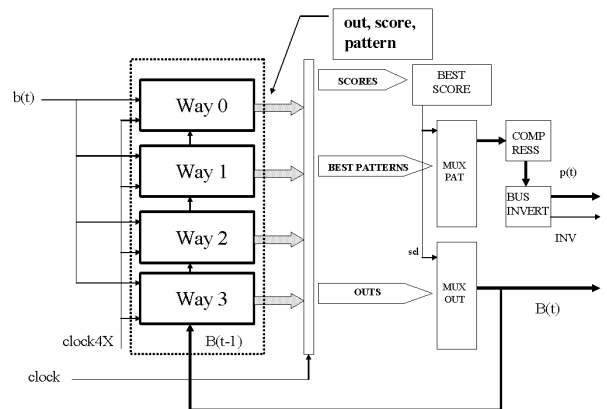 out, score,
pattern
b(t)
Way 0
Way 1
Way 2
Way 3
clock4X
B(t-1)
clock
SCORES
BEST
SCORE
BEST PATTERNS
MUX
PAT
COMP
RESS
p(t)
BUS
INVERT
INV
sel
OUTS
MUX
OUT
B(t)